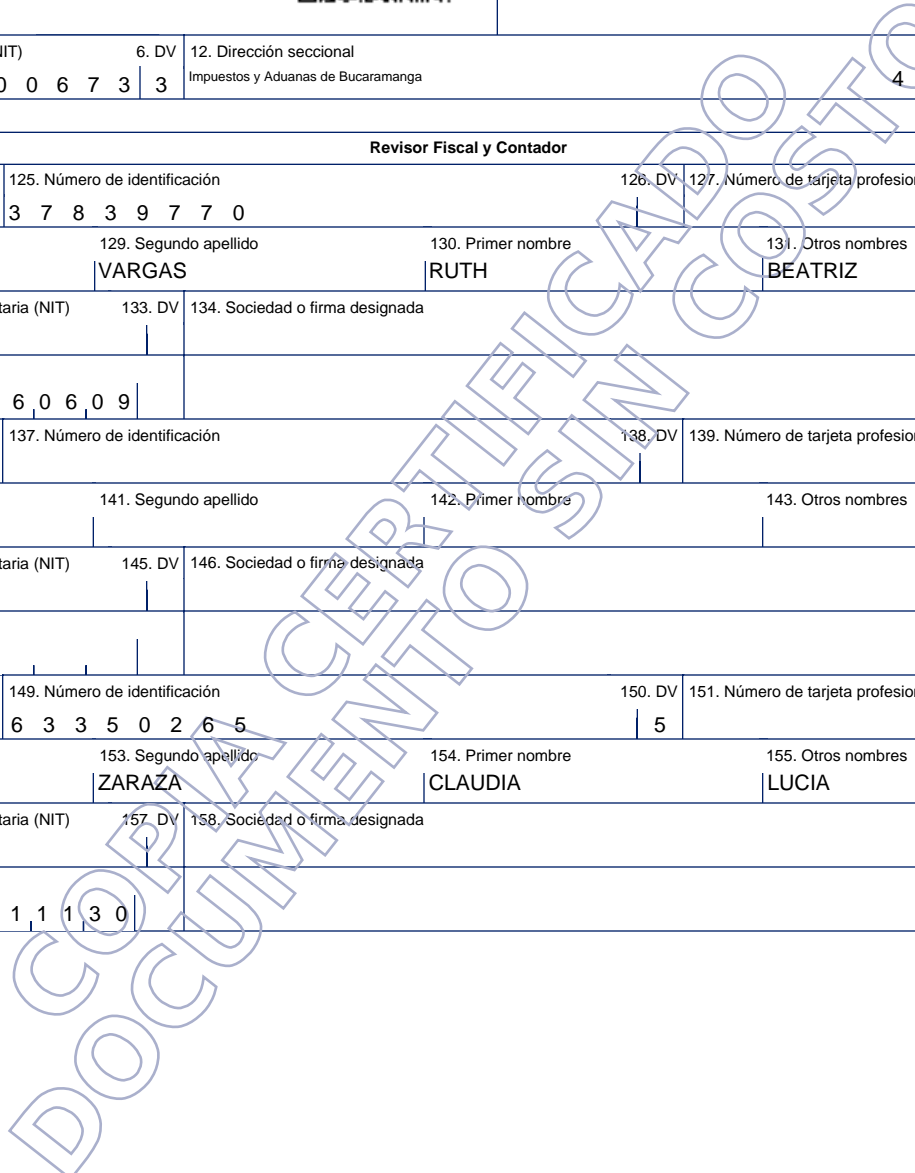 IIT) 6. DV 12. Dirección seccional
0 0 6 7 3 3 Impuestos y Aduanas de Bucaramanga 4
Revisor Fiscal y Contador
125. Número de identificación 126. DV 127. Número de tarjeta profesion
3 7 8 3 9 7 7 0
129. Segundo apellido 130. Primer nombre 131. Otros nombres
VARGAS RUTH BEATRIZ
taria (NIT) 133. DV 134. Sociedad o firma designada
6 0 6 0 9
137. Número de identificación 138. DV 139. Número de tarjeta profesion
141. Segundo apellido 142. Primer nombre 143. Otros nombres
taria (NIT) 145. DV 146. Sociedad o firma designada
149. Número de identificación 150. DV 151. Número de tarjeta profesion
6 3 3 5 0 2 6 5 5
153. Segundo apellido 154. Primer nombre 155. Otros nombres
ZARAZA CLAUDIA LUCIA
taria (NIT) 157. DV 158. Sociedad o firma designada
1 1 1 3 0
COPIA CERTIFICADO
DOCUMENTO SIN COSTO